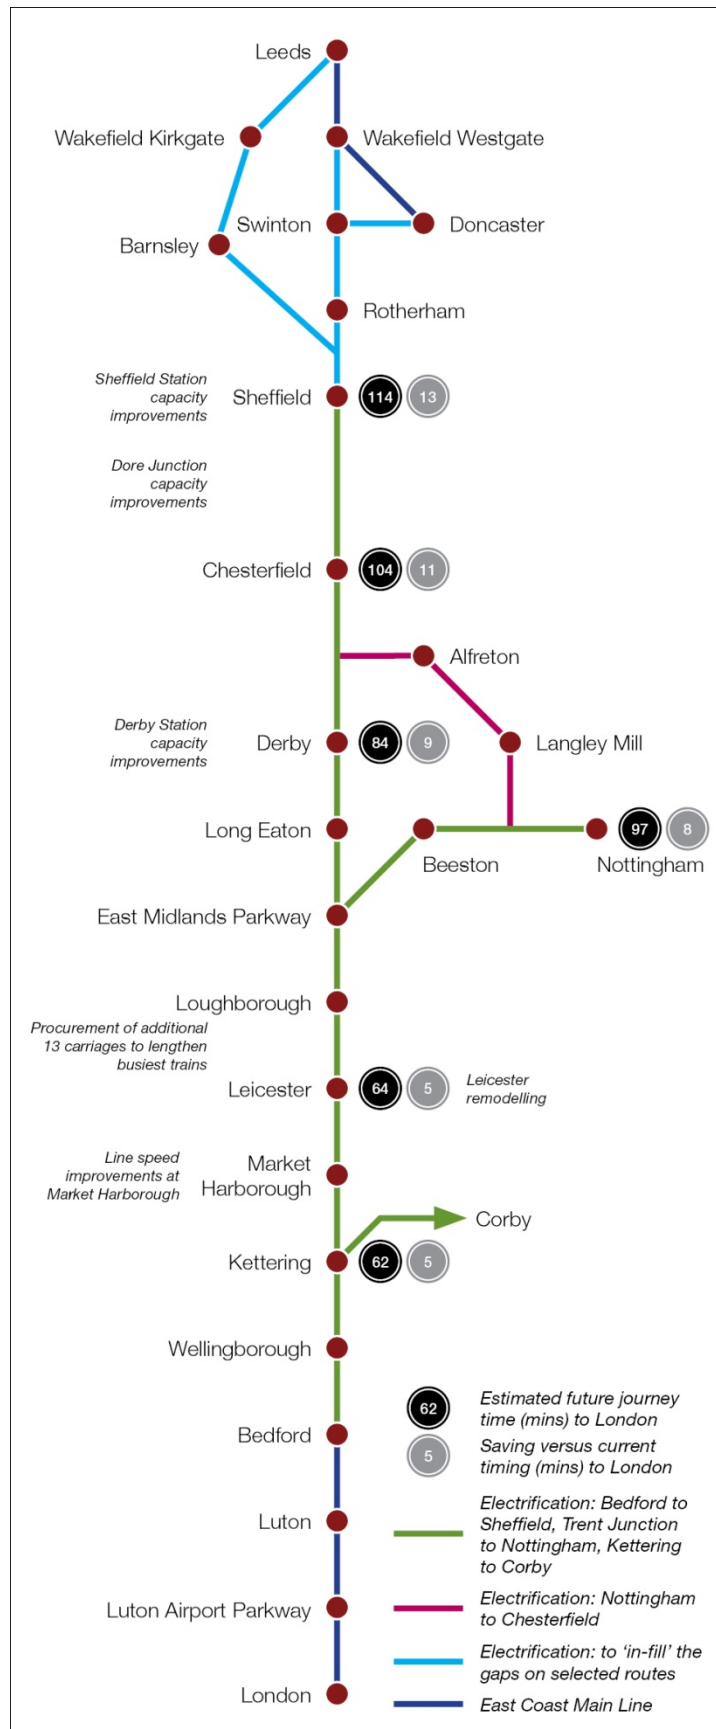 Leeds
Wakefield Kirkgate
Wakefield Westgate
Swinton
Doncaster
Barnsley
Rotherham
Sheffield Station
capacity
improvements
Sheffield
114
13
Dore Junction
capacity
improvements
Chesterfield
104
11
Alfreton
Derby Station
capacity
improvements
Derby
84
9
Langley Mill
Long Eaton
97
8
Beeston
Nottingham
East Midlands Parkway
Loughborough
Procurement of additional
13 carriages to lengthen
busiest trains
Leicester
64
5
Leicester
remodelling
Line speed
improvements at
Market Harborough
Market
Harborough
Corby
Kettering
62
5
Wellingborough
Bedford
Luton
Luton Airport Parkway
London
62
Estimated future journey
time (mins) to London
5
Saving versus current
timing (mins) to London
Electrification: Bedford to
Sheffield, Trent Junction
to Nottingham, Kettering
to Corby
Electrification: Nottingham
to Chesterfield
Electrification: to ‘in-fill’ the
gaps on selected routes
East Coast Main Line